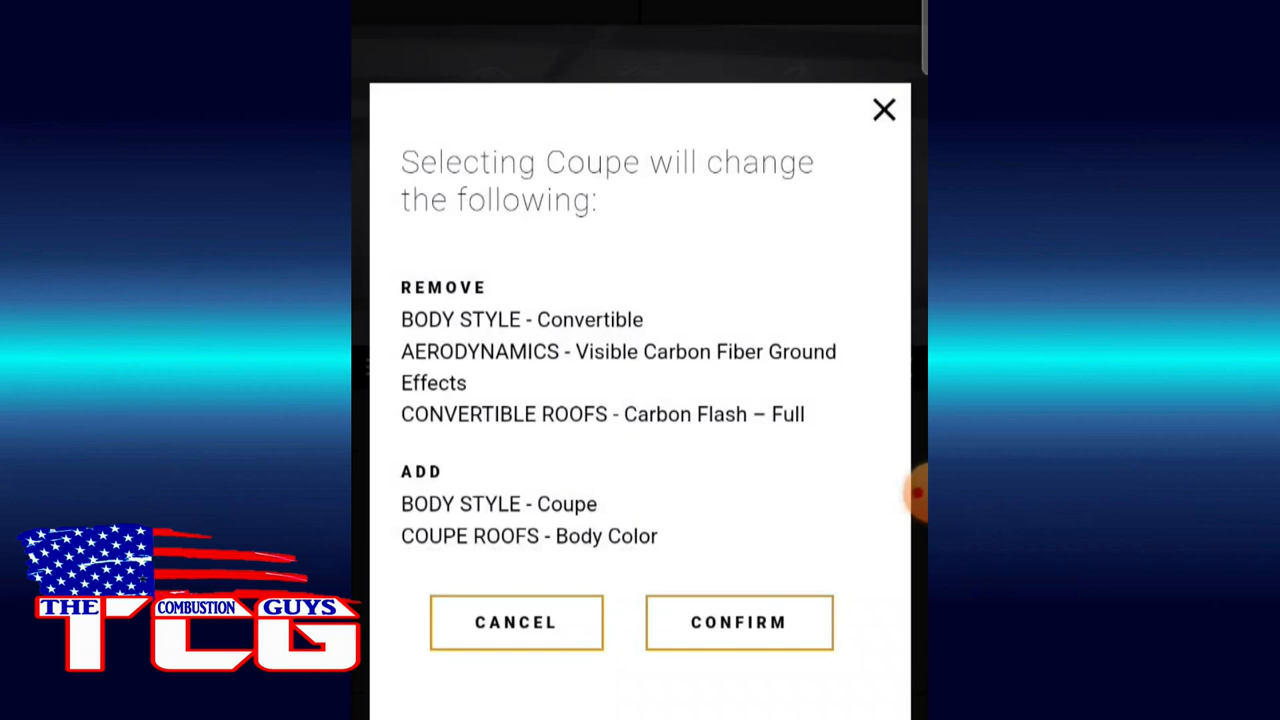 Selecting Coupe will change
the following:
REMOVE
BODY STYLE - Convertible
AERODYNAMICS - Visible Carbon Fiber Ground
Effects
CONVERTIBLE ROOFS - Carbon Flash – Full
ADD
BODY STYLE - Coupe
COUPE ROOFS - Body Color
CANCEL CONFIRM
THE COMBUSTION GUYS
TCG